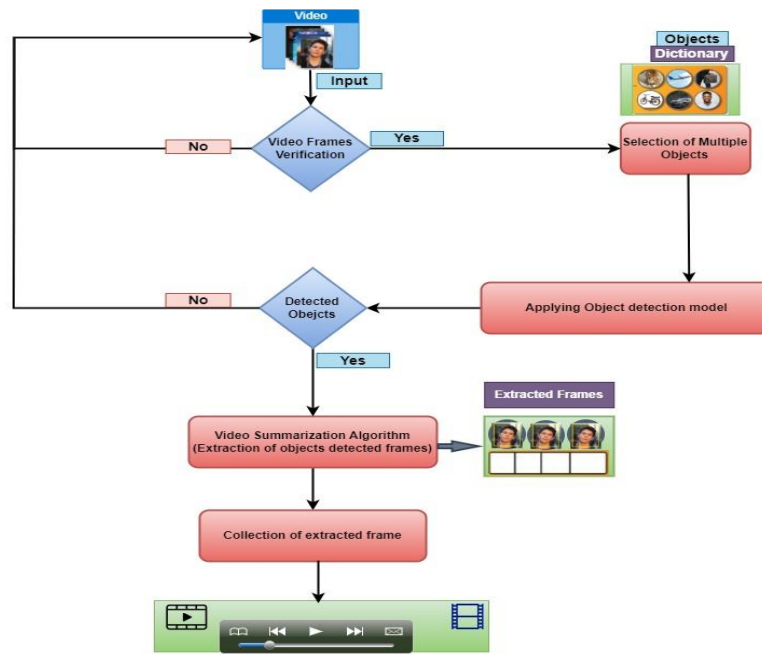 Video
Input
Objects
Dictionary
No
Video Frames
Verification
Yes
Selection of Multiple
Objects
No
Detected
Obejcts
Applying Object detection model
Yes
Extracted Frames
Video Summarization Algorithm
(Extraction of objects detected frames)
Collection of extracted frame